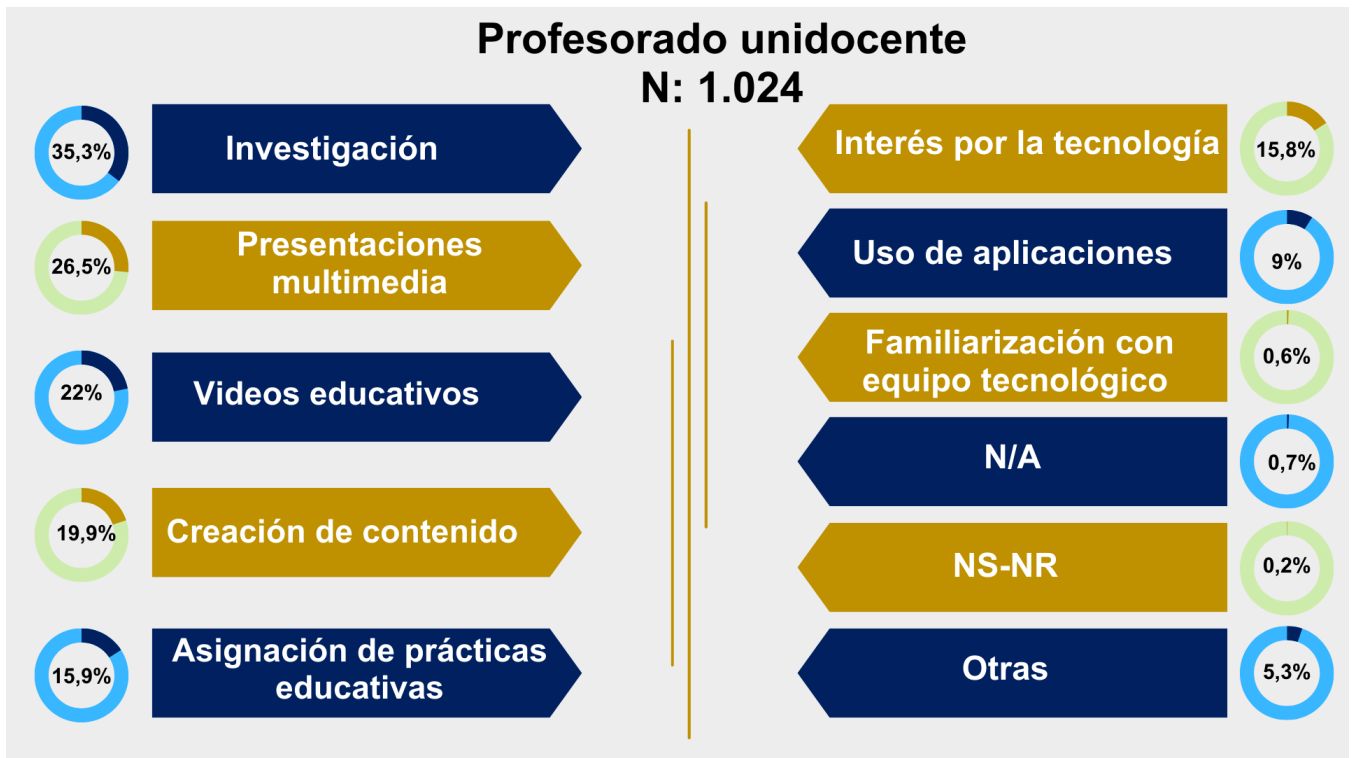 Profesorado unidocente
N: 1.024
35,3%
Investigación
26,5%
Presentaciones
multimedia
22%
Videos educativos
19,9%
Creación de contenido
15,9%
Asignación de prácticas
educativas
Interés por la tecnología
15,8%
Uso de aplicaciones
9%
Familiarización con
equipo tecnológico
0,6%
N/A
0,7%
NS-NR
0,2%
Otras
5,3%